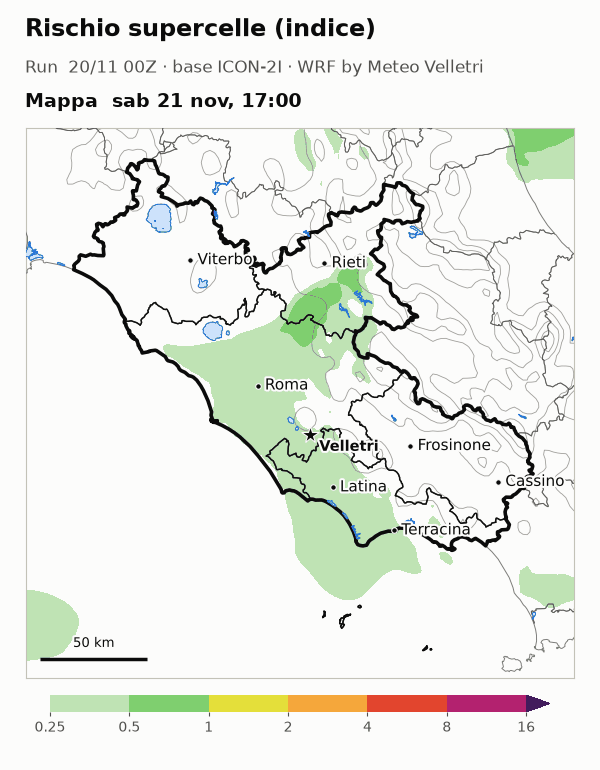 Rischio supercelle (indice)
Run  20/11 00Z · base ICON-2I · WRF by Meteo Velletri
Mappa  sab 21 nov, 17:00
Viterbo
Rieti
Roma
Velletri
Frosinone
Latina
Cassino
Terracina
50 km
0.25 0.5 1 2 4 8 16